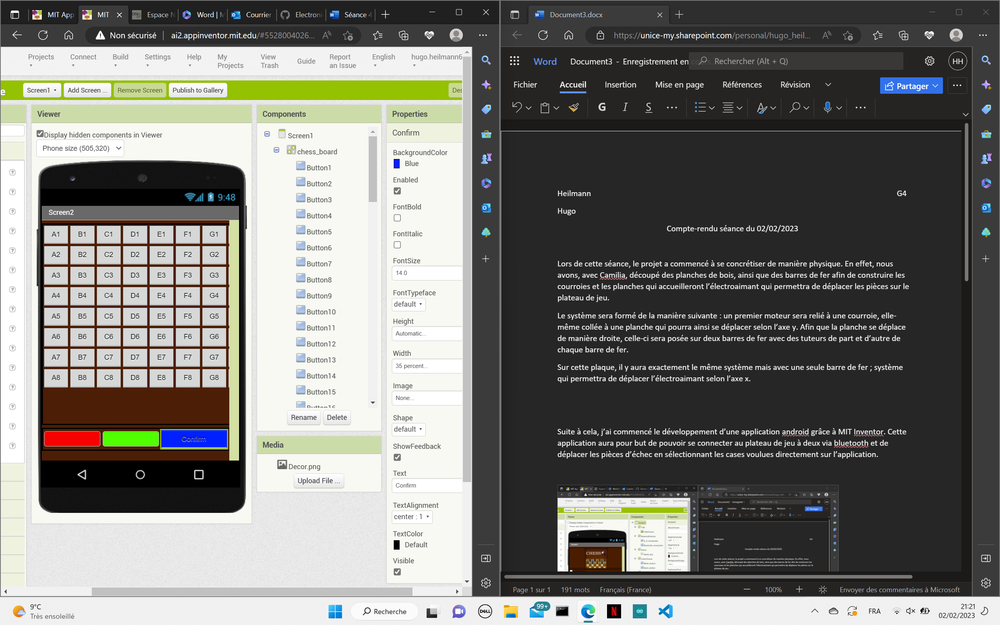 MIT App
MIT
Espace N
Word | M
Courrier
Electroni
Séance 4
Non sécurisé
ai2.appinventor.mit.edu/#5528004026...
Projects
Connect
Build
Settings
Help
My Projects
View Trash
Guide
Report an Issue
English
hugo.heilmann6
e
Screen1
Add Screen ...
Remove Screen
Publish to Gallery
Des
Viewer
Display hidden components in Viewer
Phone size (505,320)
9:48
Screen2
A1 B1 C1 D1 E1 F1 G1
A2 B2 C2 D2 E2 F2 G2
A3 B3 C3 D3 E3 F3 G3
A4 B4 C4 D4 E4 F4 G4
A5 B5 C5 D5 E5 F5 G5
A6 B6 C6 D6 E6 F6 G6
A7 B7 C7 D7 E7 F7 G7
A8 B8 C8 D8 E8 F8 G8
Confirm
Components
Screen1
chess_board
Button1
Button2
Button3
Button4
Button5
Button6
Button7
Button8
Button9
Button10
Button11
Button12
Button13
Button14
Button15
Button16
Rename
Delete
Media
Decor.png
Upload File ...
Properties
Confirm
BackgroundColor
Blue
Enabled
FontBold
FontItalic
FontSize
14.0
FontTypeface
default
Height
Automatic...
Width
35 percent...
Image
None...
Shape
default
ShowFeedback
Text
Confirm
TextAlignment
center : 1
TextColor
Default
Visible
Document3.docx
https://unice-my.sharepoint.com/personal/hugo_heil...
Word
Document3 - Enregistrement en cours...
Rechercher (Alt + Q)
HH
Fichier
Accueil
Insertion
Mise en page
Références
Révision
Partager
G I S
Heilmann G4
Hugo
Compte-rendu séance du 02/02/2023
Lors de cette séance, le projet a commencé à se concrétiser de manière physique. En effet, nous
avons, avec Camilia, découpé des planches de bois, ainsi que des barres de fer afin de construire les
courroies et les planches qui accueilleront l'électroaimant qui permettra de déplacer les pièces sur le
plateau de jeu.
Le système sera formé de la manière suivante : un premier moteur sera relié à une courroie, elle-
même collée à une planche qui pourra ainsi se déplacer selon l'axe y. Afin que la planche se déplace
de manière droite, celle-ci sera posée sur deux barres de fer avec des tuteurs de part et d'autre de
chaque barre de fer.
Sur cette plaque, il y aura exactement le même système mais avec une seule barre de fer ; système
qui permettra de déplacer l'électroaimant selon l'axe x.
Suite à cela, j'ai commencé le développement d'une application android grâce à MIT Inventor. Cette
application aura pour but de pouvoir se connecter au plateau de jeu à deux via bluetooth et de
déplacer les pièces d'échec en sélectionnant les cases voulues directement sur l'application.
CHESS
Page 1 sur 1
191 mots
Français (France)
100%
Envoyer des commentaires à Microsoft
9°C
Très ensoleillé
Recherche
DELL
99+
FRA
21:21
02/02/2023